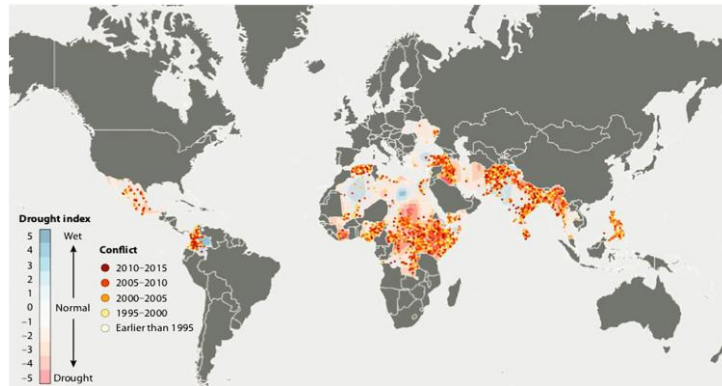 Drought index
5
4
3
2
1
0
−1
−2
−3
−4
−5
Wet
Normal
Drought
Conflict
2010–2015
2005–2010
2000–2005
1995–2000
Earlier than 1995